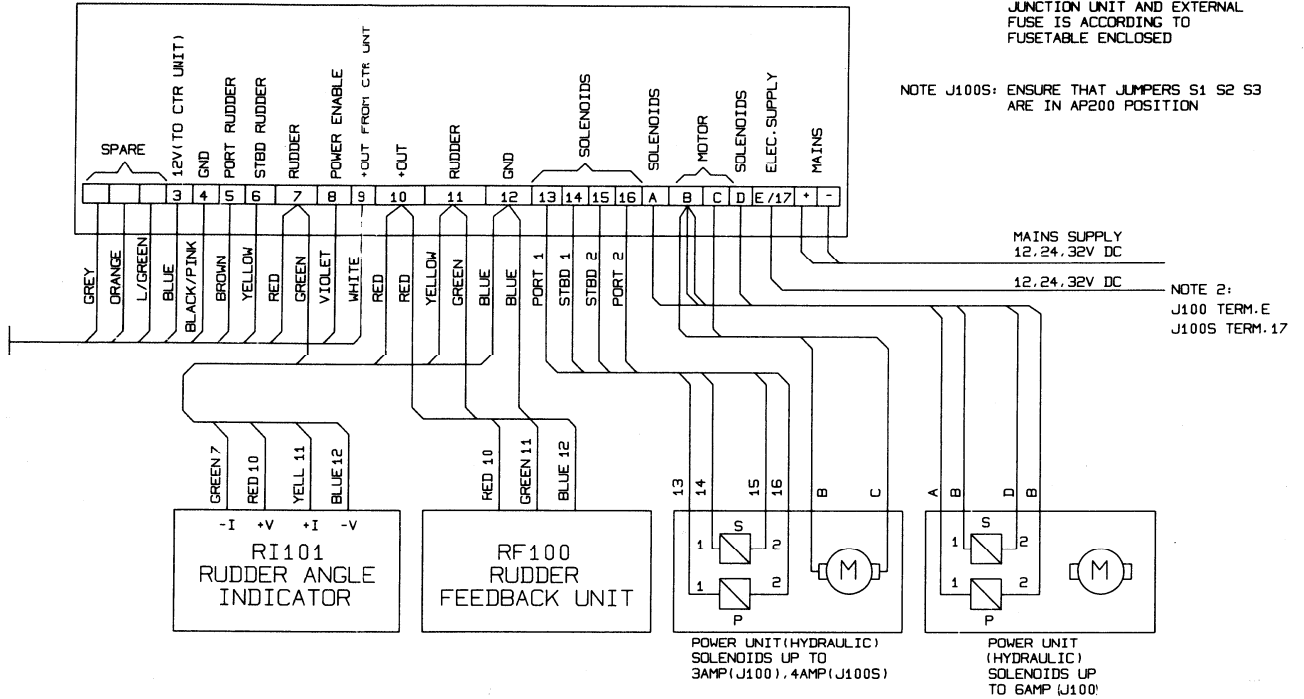 JUNCTION UNIT AND EXTERNAL
FUSE IS ACCORDING TO
FUSETABLE ENCLOSED
NOTE J100S: ENSURE THAT JUMPERS S1 S2 S3
ARE IN AP200 POSITION
SPARE
12V(TO CTR UNIT)
GND
PORT RUDDER
STBD RUDDER
RUDDER
POWER ENABLE
+OUT FROM CTR UNT
+OUT
RUDDER
GND
SOLENOIDS
SOLENOIDS
MOTOR
SOLENOIDS
ELEC.SUPPLY
MAINS
3 4 5 6 7 8 9 10 11 12 13 14 15 16 A B C D E/17 + -
GREY
ORANGE
L/GREEN
BLUE
BLACK/PINK
BROWN
YELLOW
RED
GREEN
VIOLET
WHITE
RED
RED
YELLOW
GREEN
BLUE
BLUE
PORT 1
STBD 1
STBD 2
PORT 2
MAINS SUPPLY
12,24,32V DC
12,24,32V DC
NOTE 2:
J100 TERM.E
J100S TERM.17
GREEN 7
RED 10
YELL 11
BLUE 12
RED 10
GREEN 11
BLUE 12
13
14
15
16
B
C
A
B
D
B
-I +V +I -V
RI101
RUDDER ANGLE
INDICATOR
RF100
RUDDER
FEEDBACK UNIT
S
1 2
1 2
P
M
S
1 2
1 2
P
M
POWER UNIT(HYDRAULIC)
SOLENOIDS UP TO
3AMP(J100),4AMP(J100S)
POWER UNIT
(HYDRAULIC)
SOLENOIDS UP
TO 6AMP (J100)